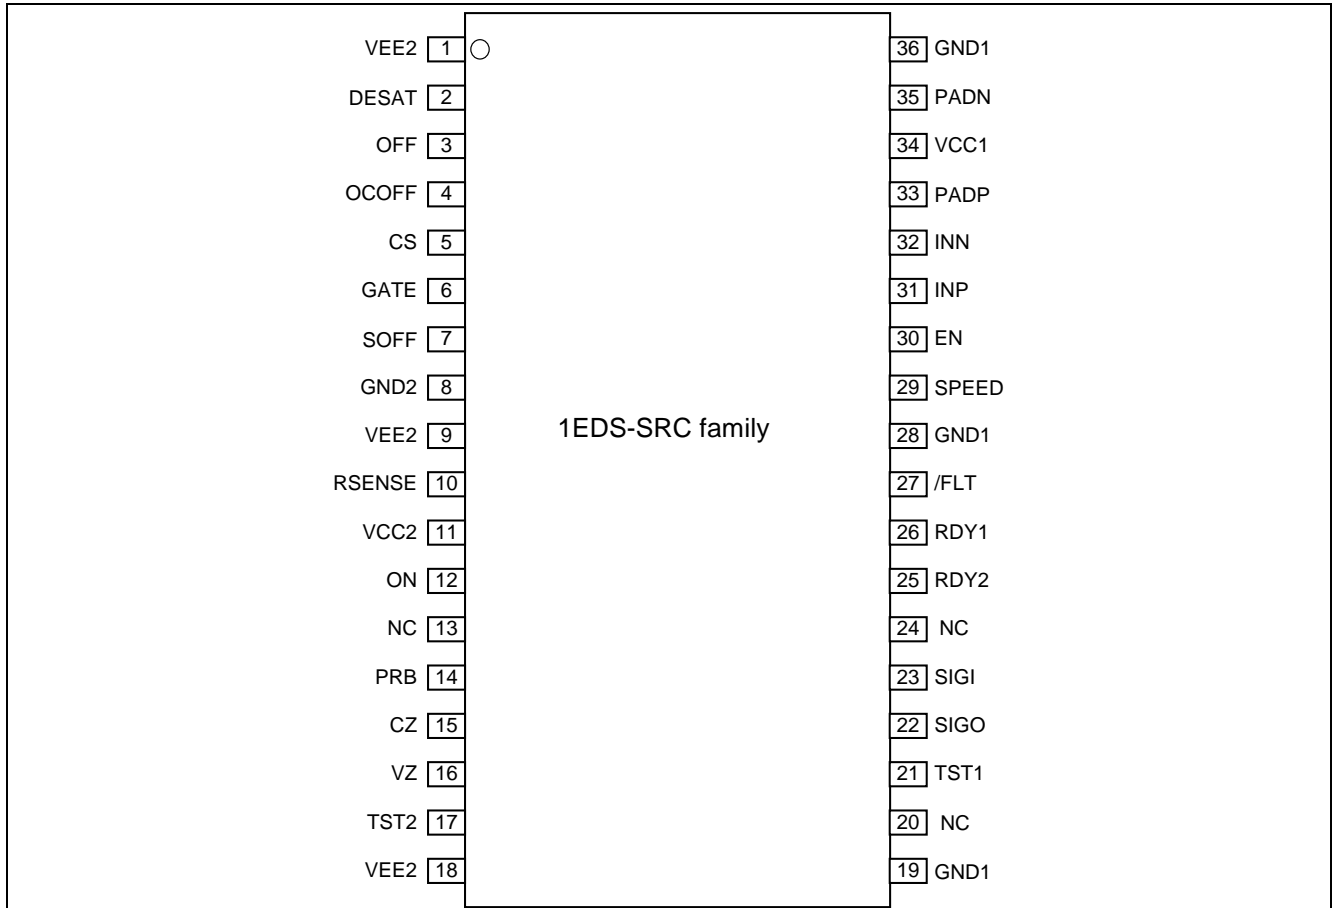 VEE2 1 36 GND1
DESAT 2 35 PADN
OFF 3 34 VCC1
OCOFF 4 33 PADP
CS 5 32 INN
GATE 6 31 INP
SOFF 7 30 EN
GND2 8 29 SPEED
1EDS-SRC family
VEE2 9 28 GND1
RSENSE 10 27 /FLT
VCC2 11 26 RDY1
ON 12 25 RDY2
NC 13 24 NC
PRB 14 23 SIGI
CZ 15 22 SIGO
VZ 16 21 TST1
TST2 17 20 NC
VEE2 18 19 GND1